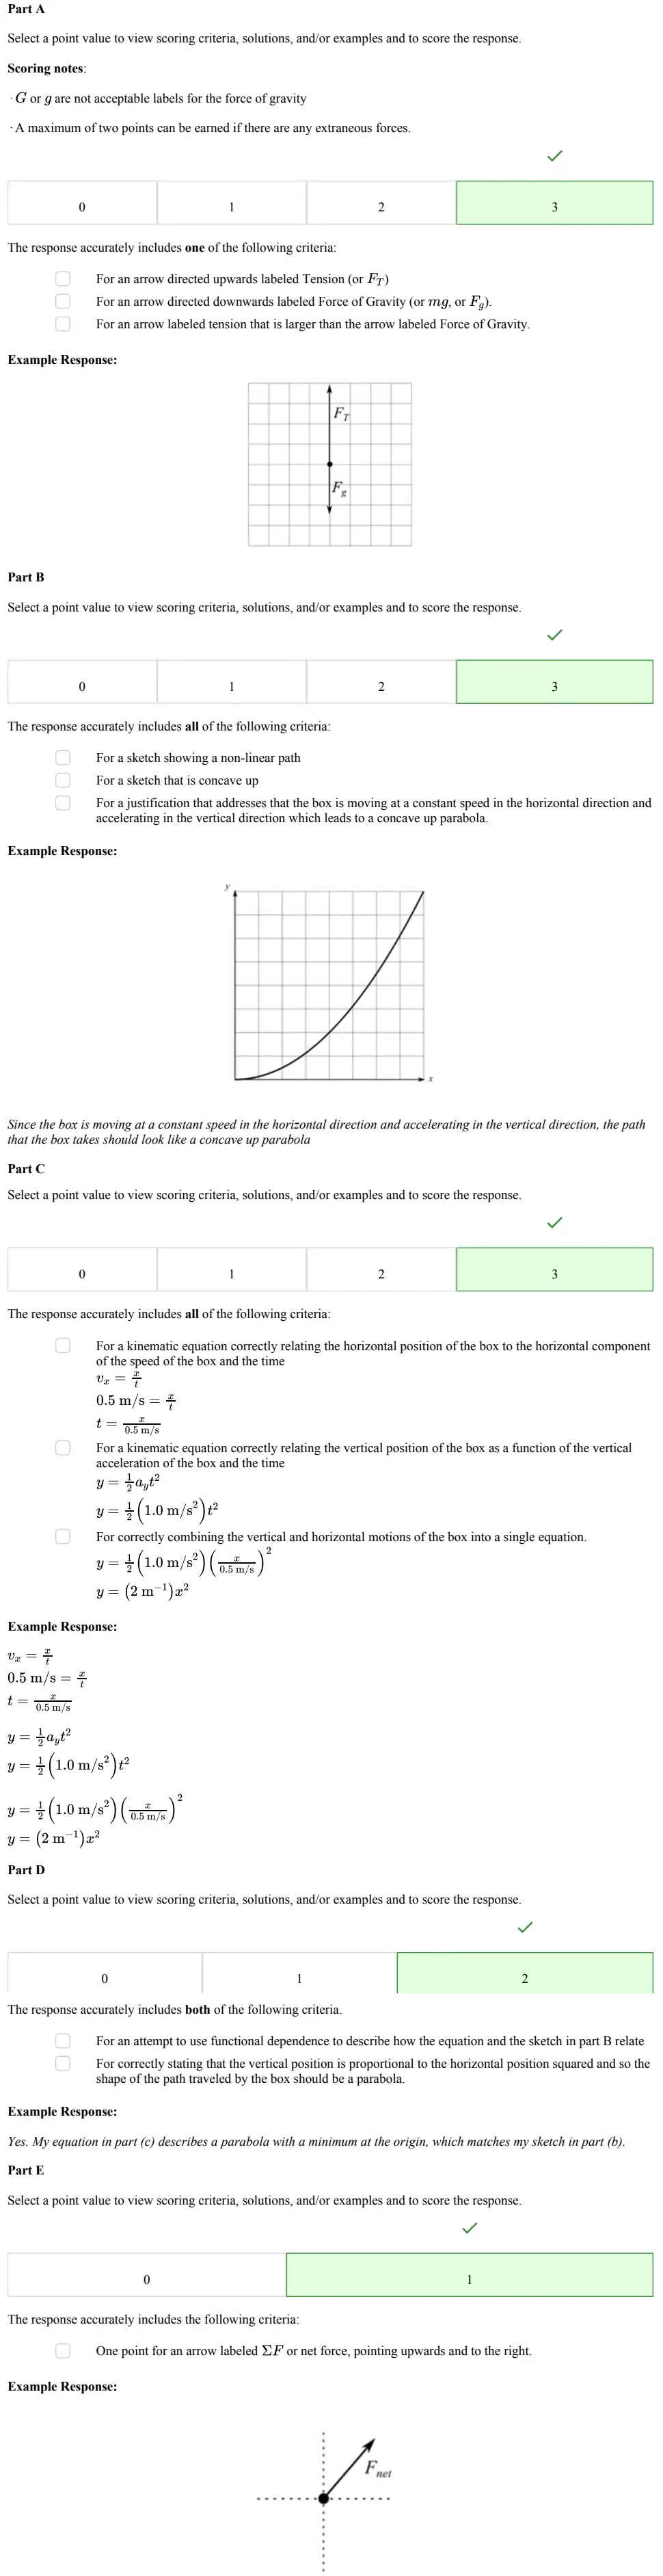 Part A
Select a point value to view scoring criteria, solutions, and/or examples and to score the response.
Scoring notes:
· G or g are not acceptable labels for the force of gravity
· A maximum of two points can be earned if there are any extraneous forces.
✓
0 1 2 3
The response accurately includes one of the following criteria:
For an arrow directed upwards labeled Tension (or F_T)
For an arrow directed downwards labeled Force of Gravity (or mg, or F_g).
For an arrow labeled tension that is larger than the arrow labeled Force of Gravity.
Example Response:
F_T
F_g
Part B
Select a point value to view scoring criteria, solutions, and/or examples and to score the response.
✓
0 1 2 3
The response accurately includes all of the following criteria:
For a sketch showing a non-linear path
For a sketch that is concave up
For a justification that addresses that the box is moving at a constant speed in the horizontal direction and
accelerating in the vertical direction which leads to a concave up parabola.
Example Response:
y
x
Since the box is moving at a constant speed in the horizontal direction and accelerating in the vertical direction, the path
that the box takes should look like a concave up parabola
Part C
Select a point value to view scoring criteria, solutions, and/or examples and to score the response.
✓
0 1 2 3
The response accurately includes all of the following criteria:
For a kinematic equation correctly relating the horizontal position of the box to the horizontal component
of the speed of the box and the time
v_x = x/t
0.5 m/s = x/t
t = x/(0.5 m/s)
For a kinematic equation correctly relating the vertical position of the box as a function of the vertical
acceleration of the box and the time
y = ½a_y t²
y = ½(1.0 m/s²)t²
For correctly combining the vertical and horizontal motions of the box into a single equation.
y = ½(1.0 m/s²)(x/(0.5 m/s))²
y = (2 m⁻¹)x²
Example Response:
v_x = x/t
0.5 m/s = x/t
t = x/(0.5 m/s)
y = ½a_y t²
y = ½(1.0 m/s²)t²
y = ½(1.0 m/s²)(x/(0.5 m/s))²
y = (2 m⁻¹)x²
Part D
Select a point value to view scoring criteria, solutions, and/or examples and to score the response.
✓
0 1 2
The response accurately includes both of the following criteria.
For an attempt to use functional dependence to describe how the equation and the sketch in part B relate
For correctly stating that the vertical position is proportional to the horizontal position squared and so the
shape of the path traveled by the box should be a parabola.
Example Response:
Yes. My equation in part (c) describes a parabola with a minimum at the origin, which matches my sketch in part (b).
Part E
Select a point value to view scoring criteria, solutions, and/or examples and to score the response.
✓
0 1
The response accurately includes the following criteria:
One point for an arrow labeled ΣF or net force, pointing upwards and to the right.
Example Response:
F_net